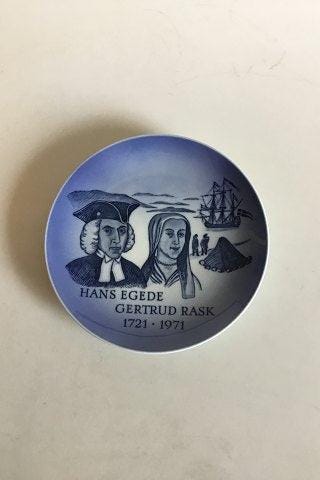 HANS EGEDE
GERTRUD RASK
1721 · 1971